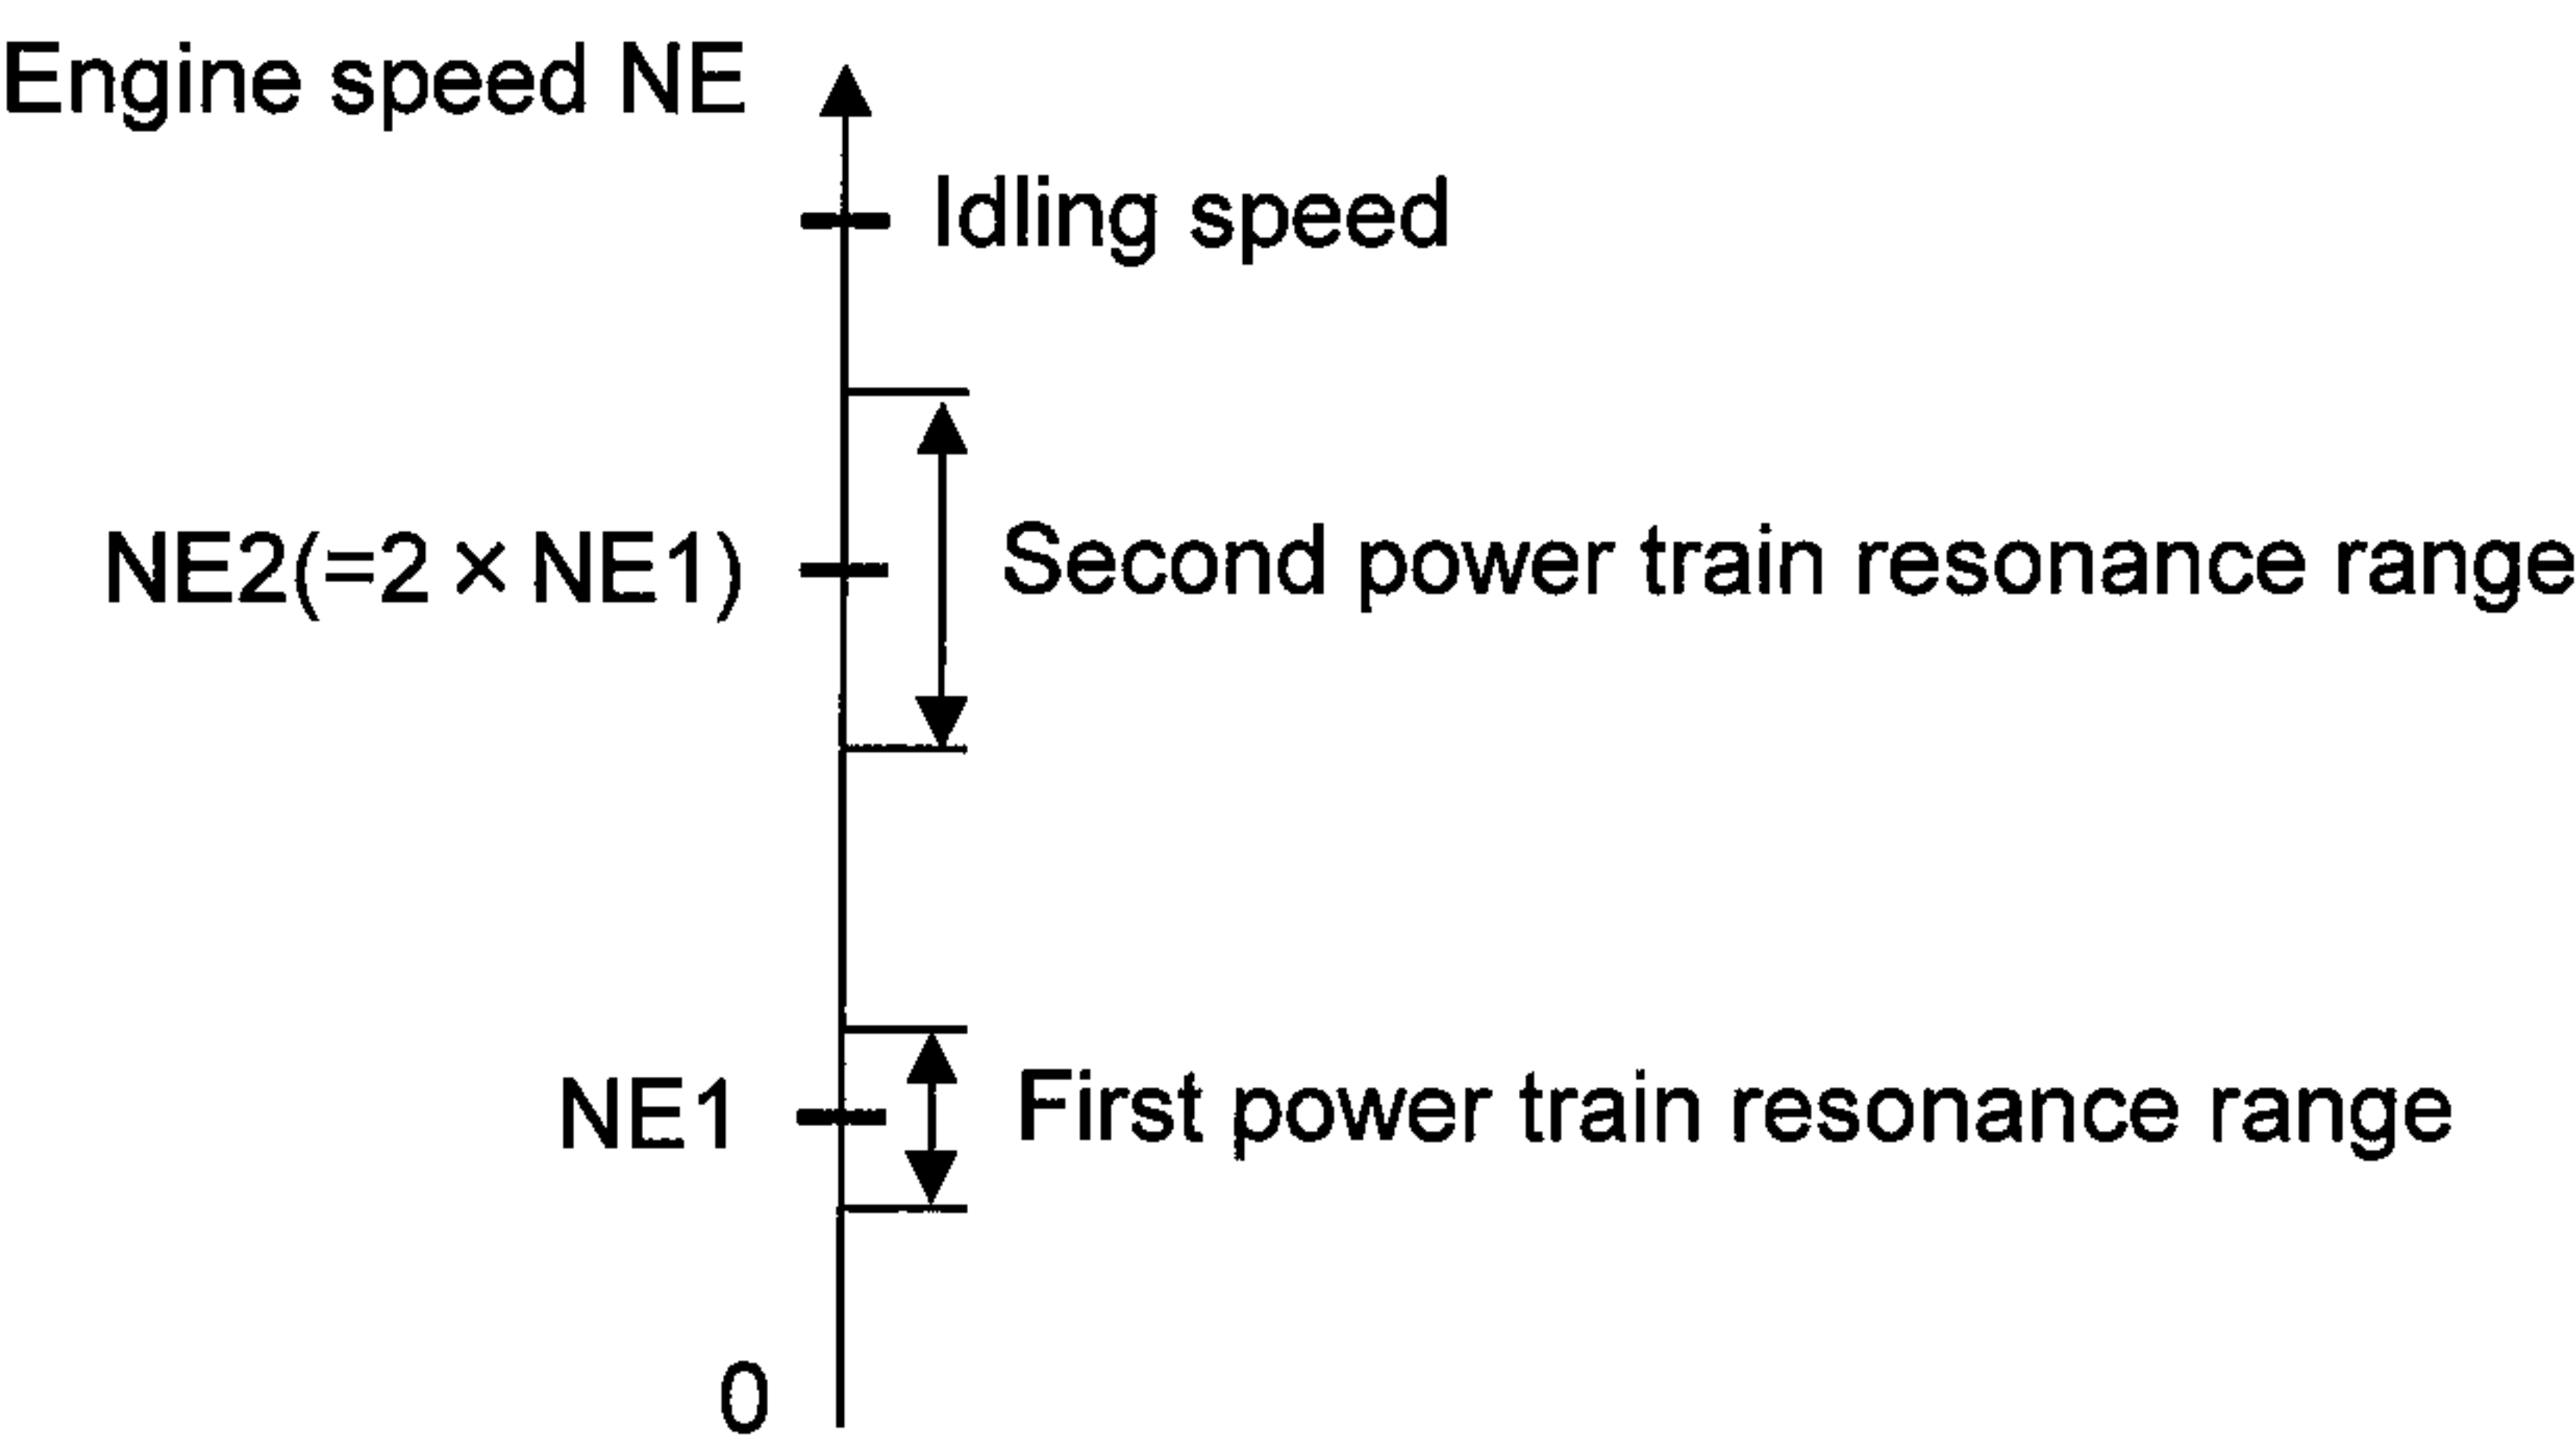 Engine speed NE
Idling speed
NE2(=2 × NE1)
Second power train resonance range
NE1
First power train resonance range
0